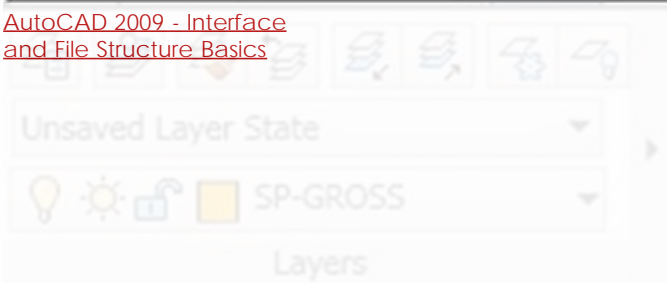 AutoCAD 2009 - Interface
and File Structure Basics
Unsaved Layer State
SP-GROSS
Layers